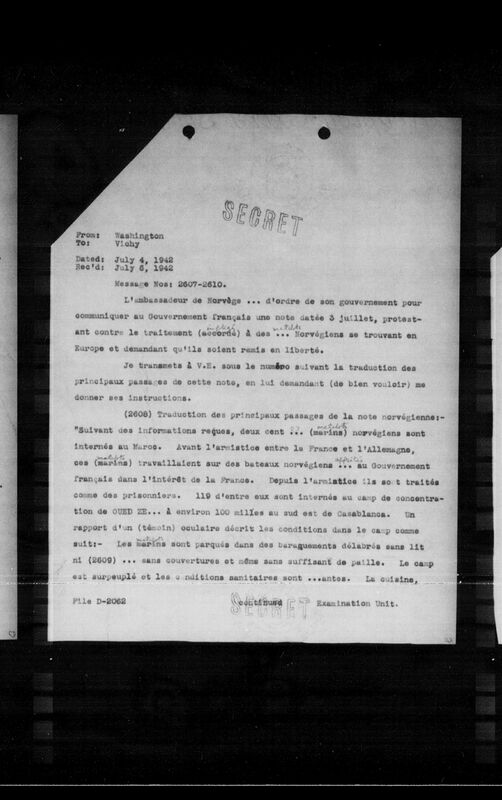 SECRET
From: Washington
To: Vichy
Dated: July 4, 1942
Rec'd: July 6, 1942
Message Nos: 2607-2610.
L'ambassadeur de Norvège ... d'ordre de son gouvernement pour
communiquer au Gouvernement français une note datée 3 juillet, protest-
infligé matelots
ant contre le traitement (accordé) à des ... Norvégiens se trouvant en
Europe et demandant qu'ils soient remis en liberté.
Je transmets à V.E. sous le numéro suivant la traduction des
principaux passages de cette note, en lui demandant (de bien vouloir) me
donner ses instructions.
(2608) Traduction des principaux passages de la note norvégienne:-
matelots
"Suivant des informations reçues, deux cent ... (marins) norvégiens sont
internés au Maroc. Avant l'armistice entre la France et l'Allemagne,
matelots affrétés
ces (marins) travaillaient sur des bateaux norvégiens ... au Gouvernement
français dans l'intérêt de la France. Depuis l'armistice ils sont traités
comme des prisonniers. 119 d'entre eux sont internés au camp de concentra-
tion de OUED ZE... à environ 100 milles au sud est de Casablanca. Un
rapport d'un (témoin) oculaire décrit les conditions dans le camp comme
matelots
suit:- Les marins sont parqués dans des baraquements délabrés sans lit
ni (2609) ... sans couvertures et même sans suffisant de paille. Le camp
est surpeuplé et les conditions sanitaires sont ...antes. La cuisine,
File D-2062 continued Examination Unit.
SECRET